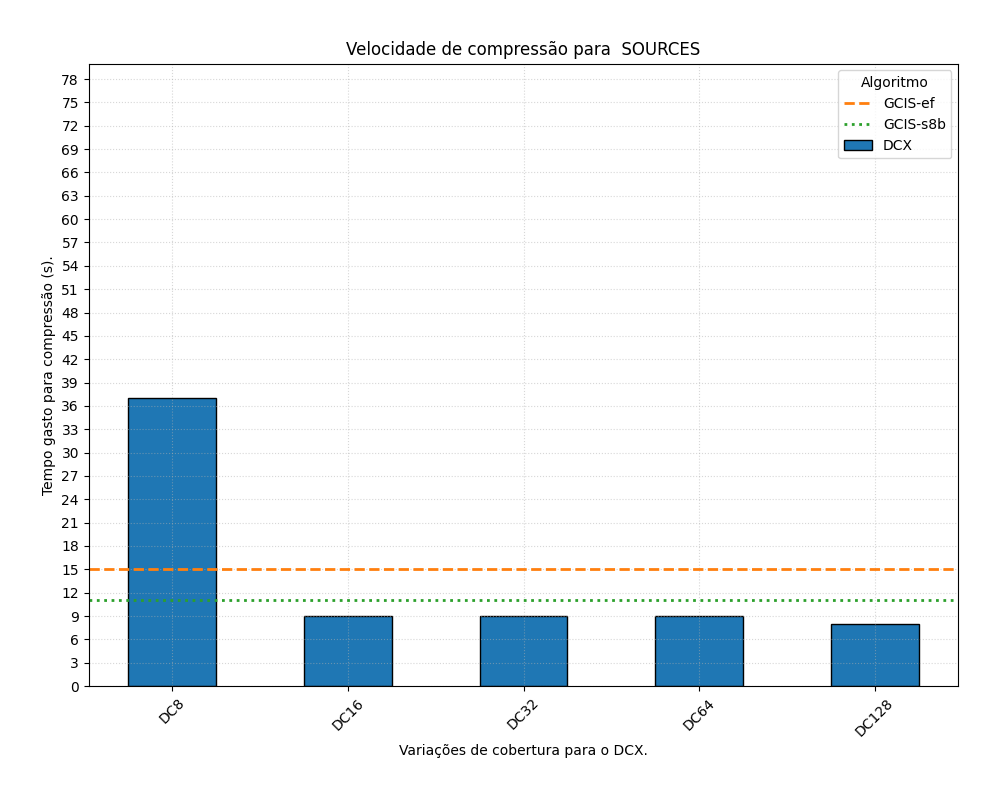 Velocidade de compressão para  SOURCES
Algoritmo
GCIS-ef
GCIS-s8b
DCX
Tempo gasto para compressão (s).
78
75
72
69
66
63
60
57
54
51
48
45
42
39
36
33
30
27
24
21
18
15
12
9
6
3
0
DC8
DC16
DC32
DC64
DC128
Variações de cobertura para o DCX.